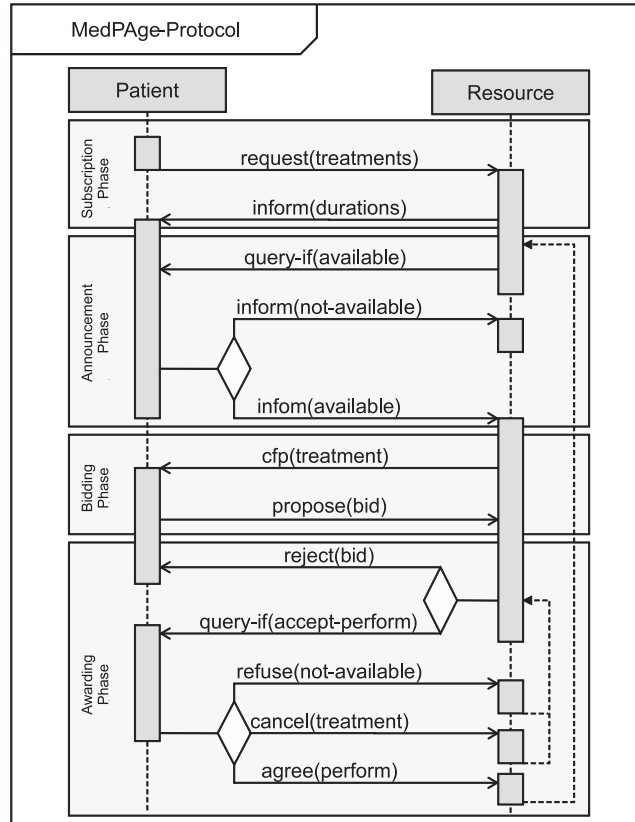 MedPAge-Protocol
Patient
Resource
Subscription
Phase
request(treatments)
inform(durations)
Announcement
Phase
query-if(available)
inform(not-available)
infom(available)
Bidding
Phase
cfp(treatment)
propose(bid)
Awarding
Phase
reject(bid)
query-if(accept-perform)
refuse(not-available)
cancel(treatment)
agree(perform)